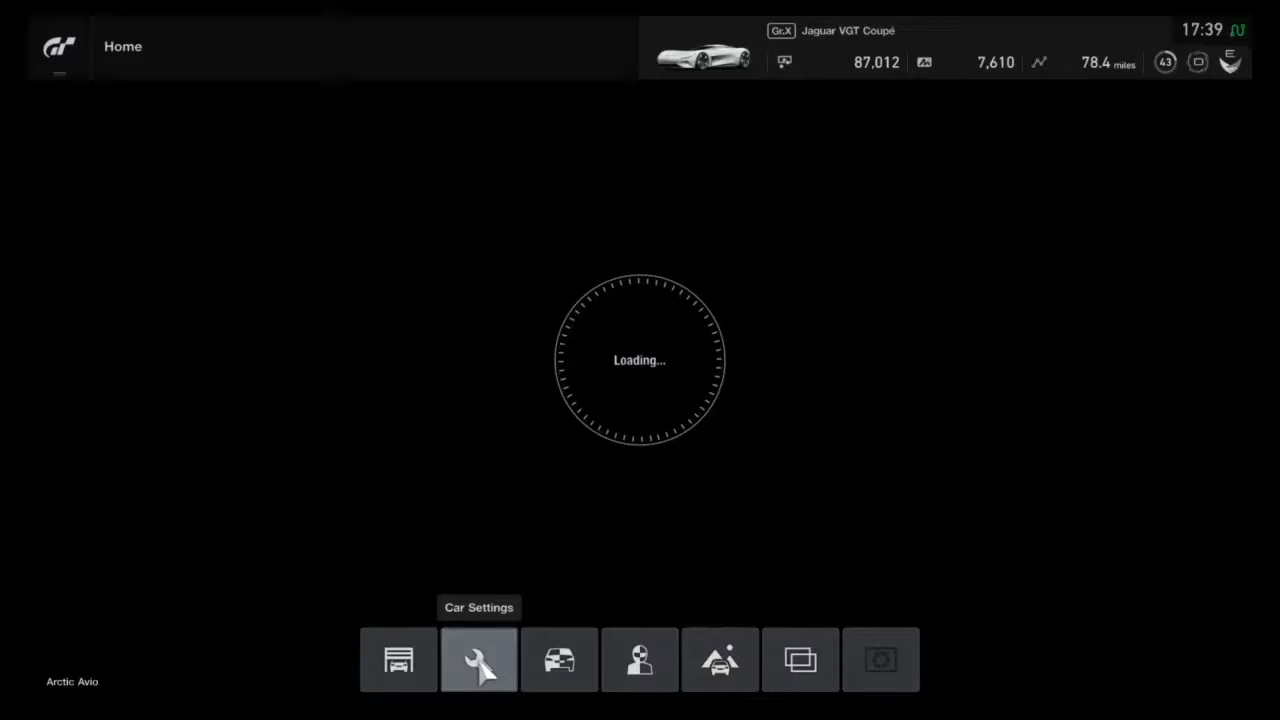 Home
Gr.X Jaguar VGT Coupé
87,012 7,610 78.4 miles 43 E
17:39
Loading...
Car Settings
Arctic Avio